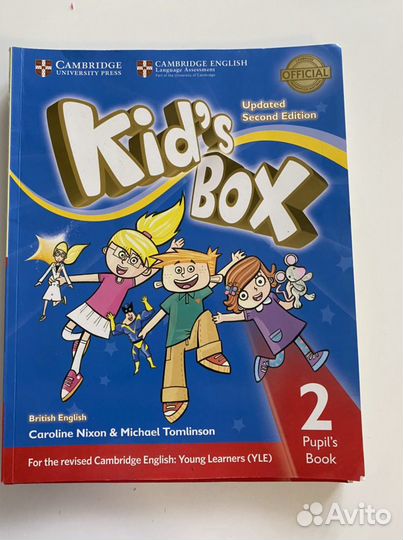 CAMBRIDGE
UNIVERSITY PRESS
CAMBRIDGE ENGLISH
Language Assessment
Part of the University of Cambridge
OFFICIAL
Updated
Second Edition
Kid's
BOX
British English
Caroline Nixon & Michael Tomlinson
2
Pupil's
Book
For the revised Cambridge English: Young Learners (YLE)
Avito